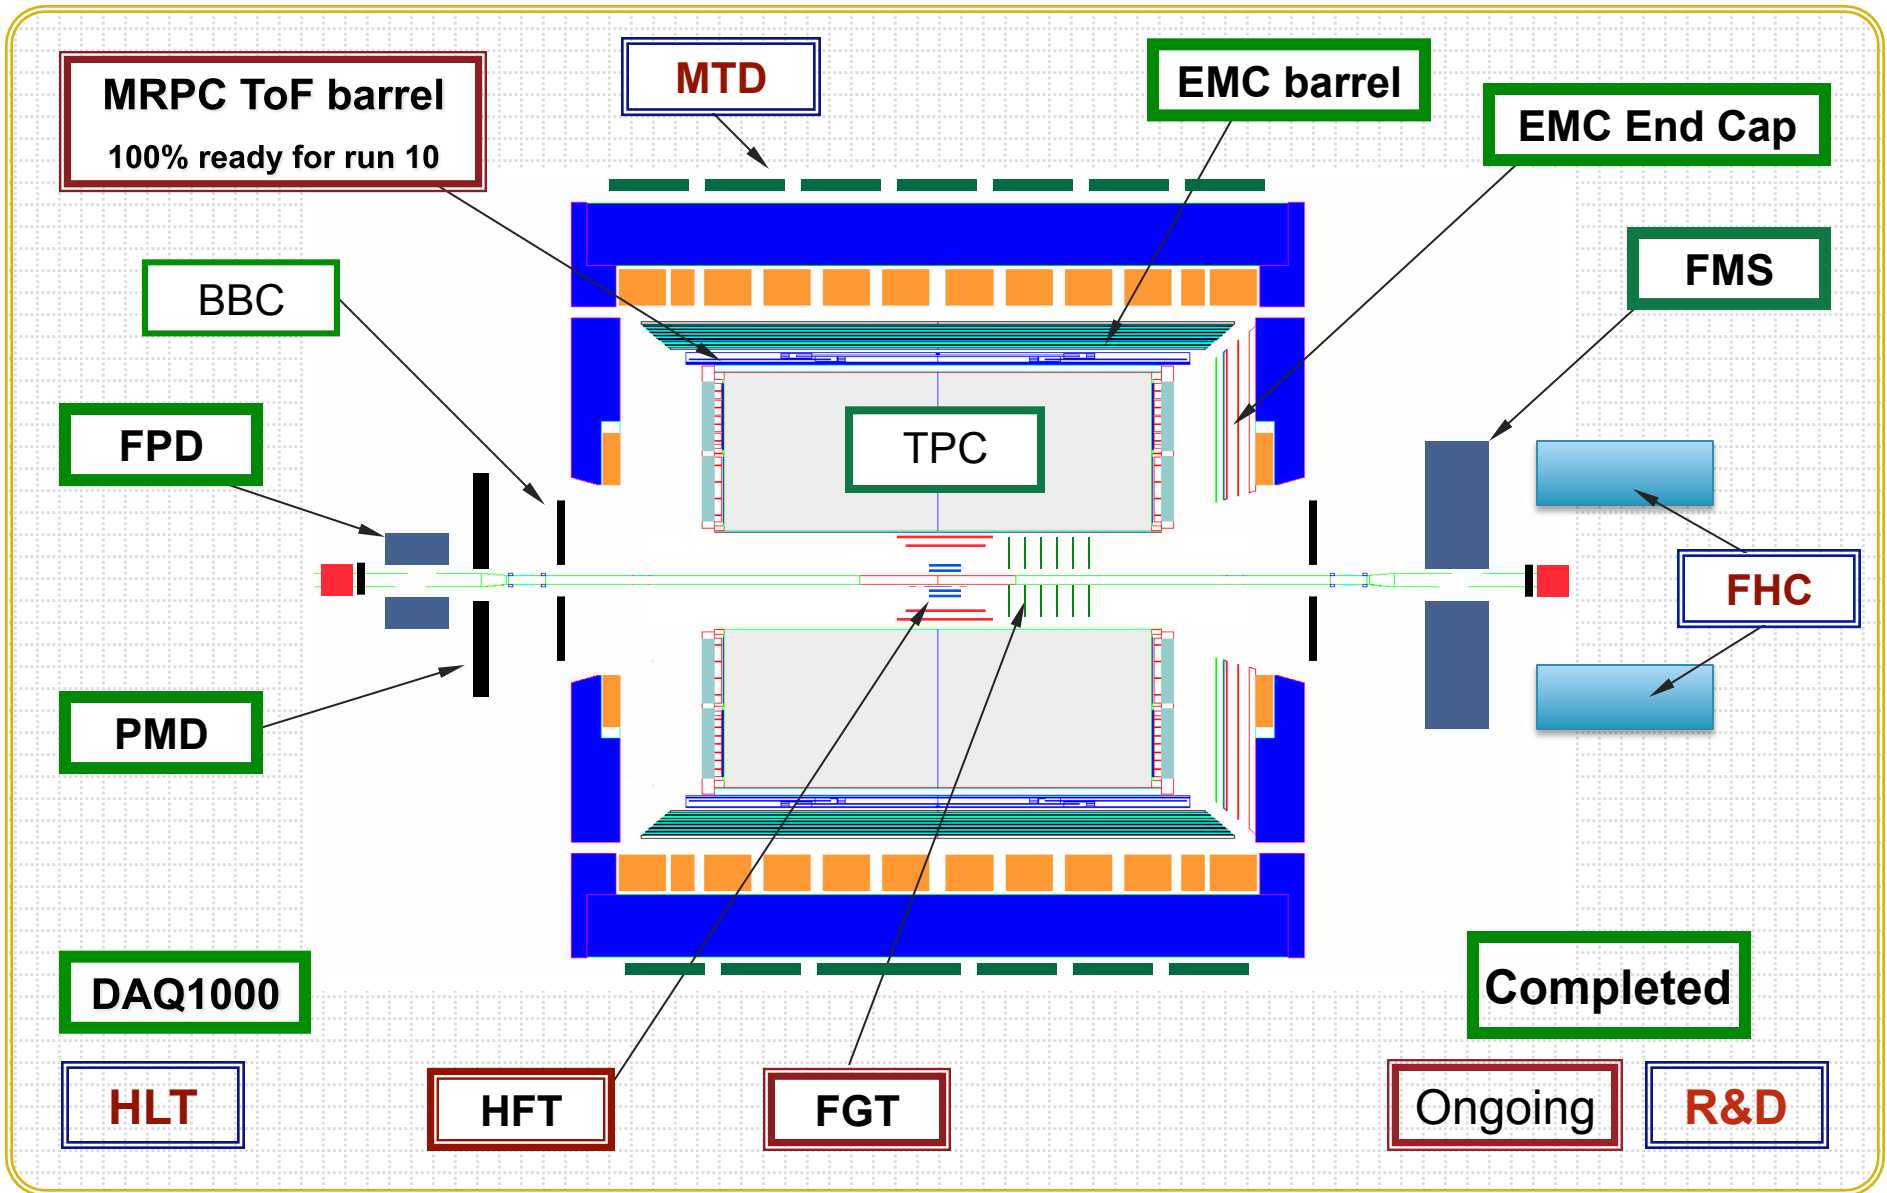 MRPC ToF barrel
100% ready for run 10
MTD
EMC barrel
EMC End Cap
BBC
FMS
FPD
TPC
FHC
PMD
DAQ1000
Completed
HLT
HFT
FGT
Ongoing
R&D